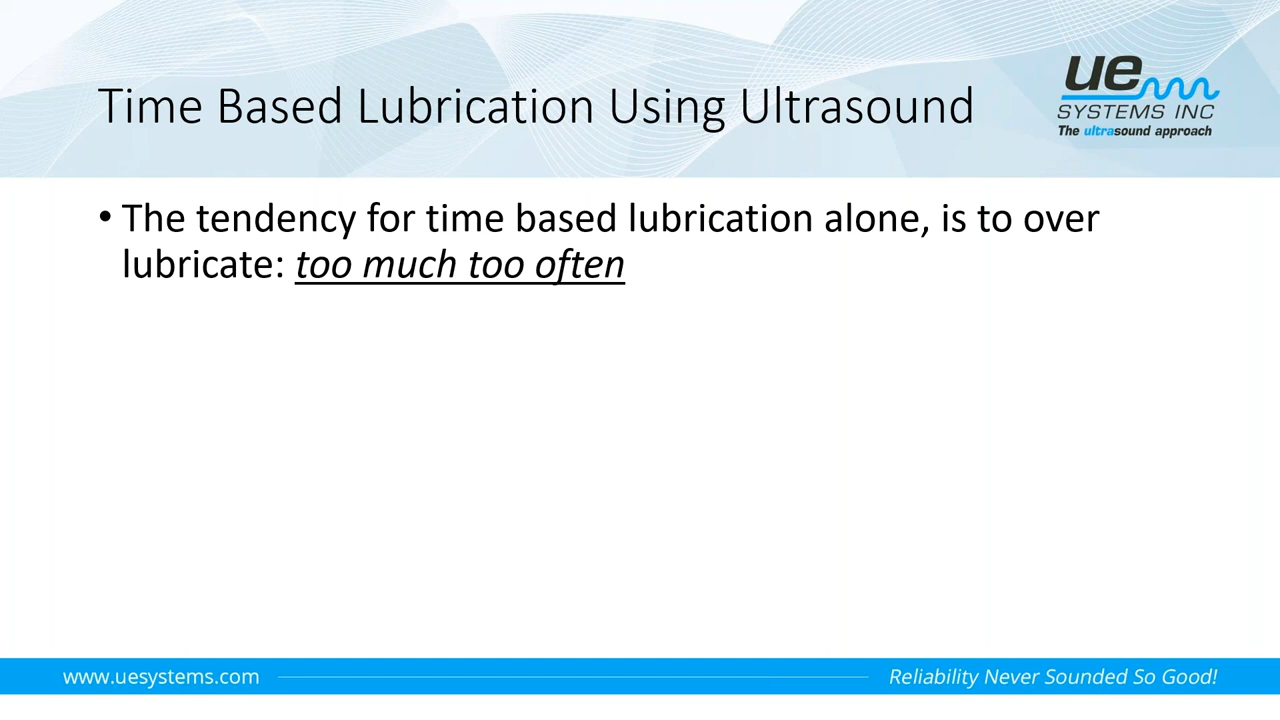 Time Based Lubrication Using Ultrasound
ue
SYSTEMS INC
The ultrasound approach
• The tendency for time based lubrication alone, is to over
lubricate: too much too often
www.uesystems.com
Reliability Never Sounded So Good!